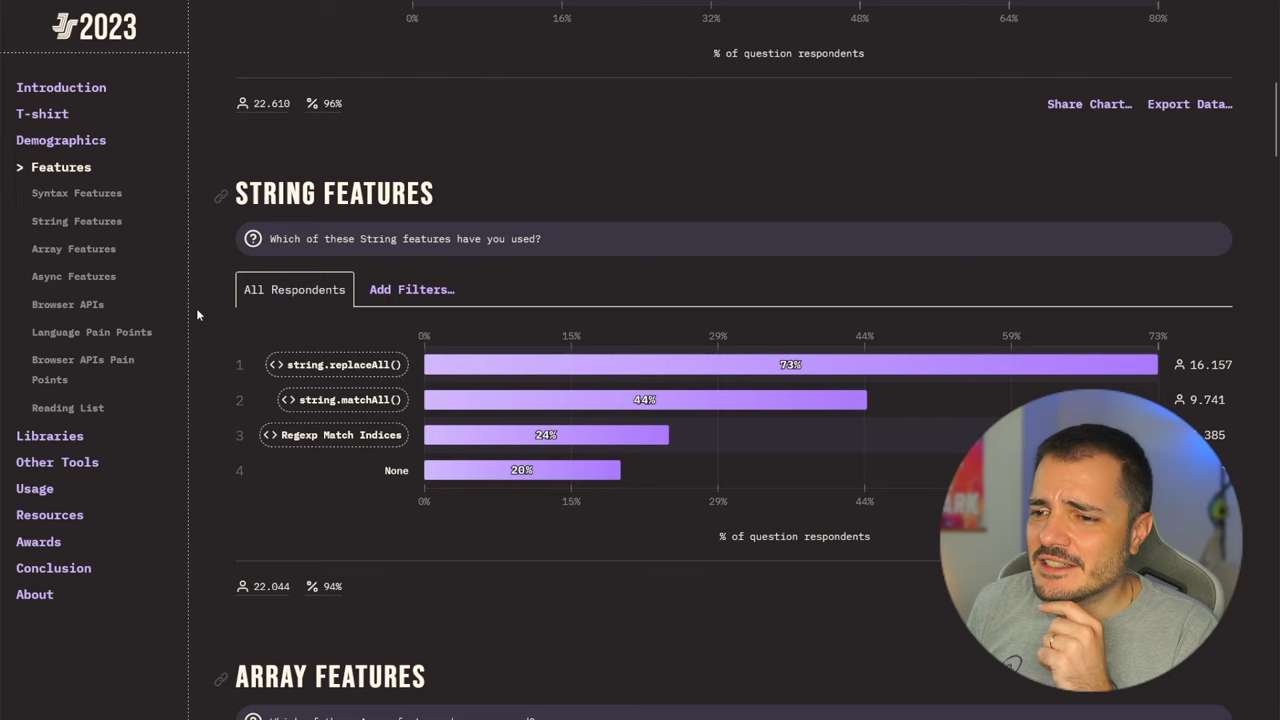 JS 2023
Introduction
T-shirt
Demographics
> Features
Syntax Features
String Features
Array Features
Async Features
Browser APIs
Language Pain Points
Browser APIs Pain
Points
Reading List
Libraries
Other Tools
Usage
Resources
Awards
Conclusion
About
0% 16% 32% 48% 64% 80%
% of question respondents
22.610 % 96%
Share Chart… Export Data…
STRING FEATURES
Which of these String features have you used?
All Respondents Add Filters…
0% 15% 29% 44% 59% 73%
1 <> string.replaceAll() 73% 16.157
2 <> string.matchAll() 44% 9.741
3 <> Regexp Match Indices 24% 385
4 None 20%
0% 15% 29% 44%
% of question respondents
22.044 % 94%
ARRAY FEATURES